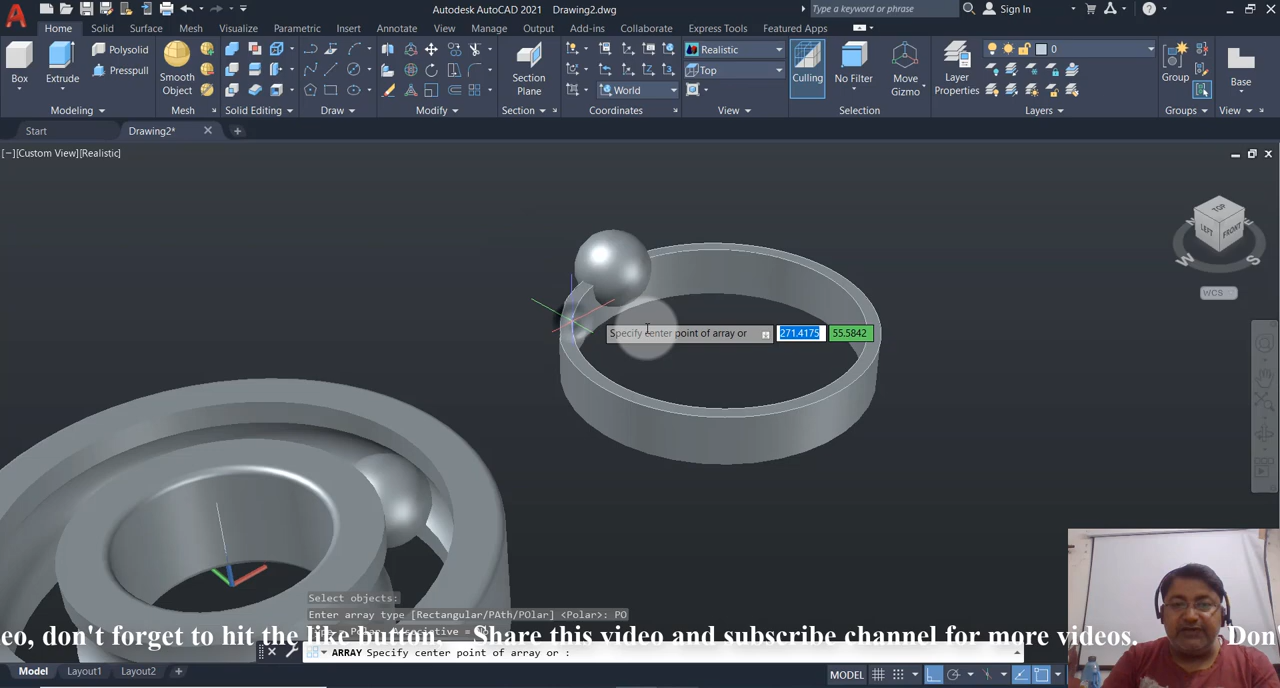 Autodesk AutoCAD 2021 Drawing2.dwg
Type a keyword or phrase
Sign In
Home Solid Visualize Parametric Insert Annotate View Manage Output Add-ins Collaborate Express Tools Featured Apps
Surface Mesh
Box
Extrude
Polysolid
Presspull
Smooth
Object
Section
Plane
World
Realistic
Top
Culling
No Filter
Move
Gizmo
Layer
Properties
0
Group
Base
Modeling
Mesh
Solid Editing
Draw
Modify
Section
Coordinates
View
Selection
Layers
Groups
View
Start
Drawing2*
[−][Custom View][Realistic]
TOP
LEFT
FRONT
W
S
WCS
Specify center point of array or
271.4175
55.5842
Select objects:
Enter array type [Rectangular/PAth/POlar] <Polar>: PO
eo, don't forget to hit the like button. Share this video and subscribe channel for more videos. Don'
ARRAY Specify center point of array or :
Model
Layout1
Layout2
MODEL